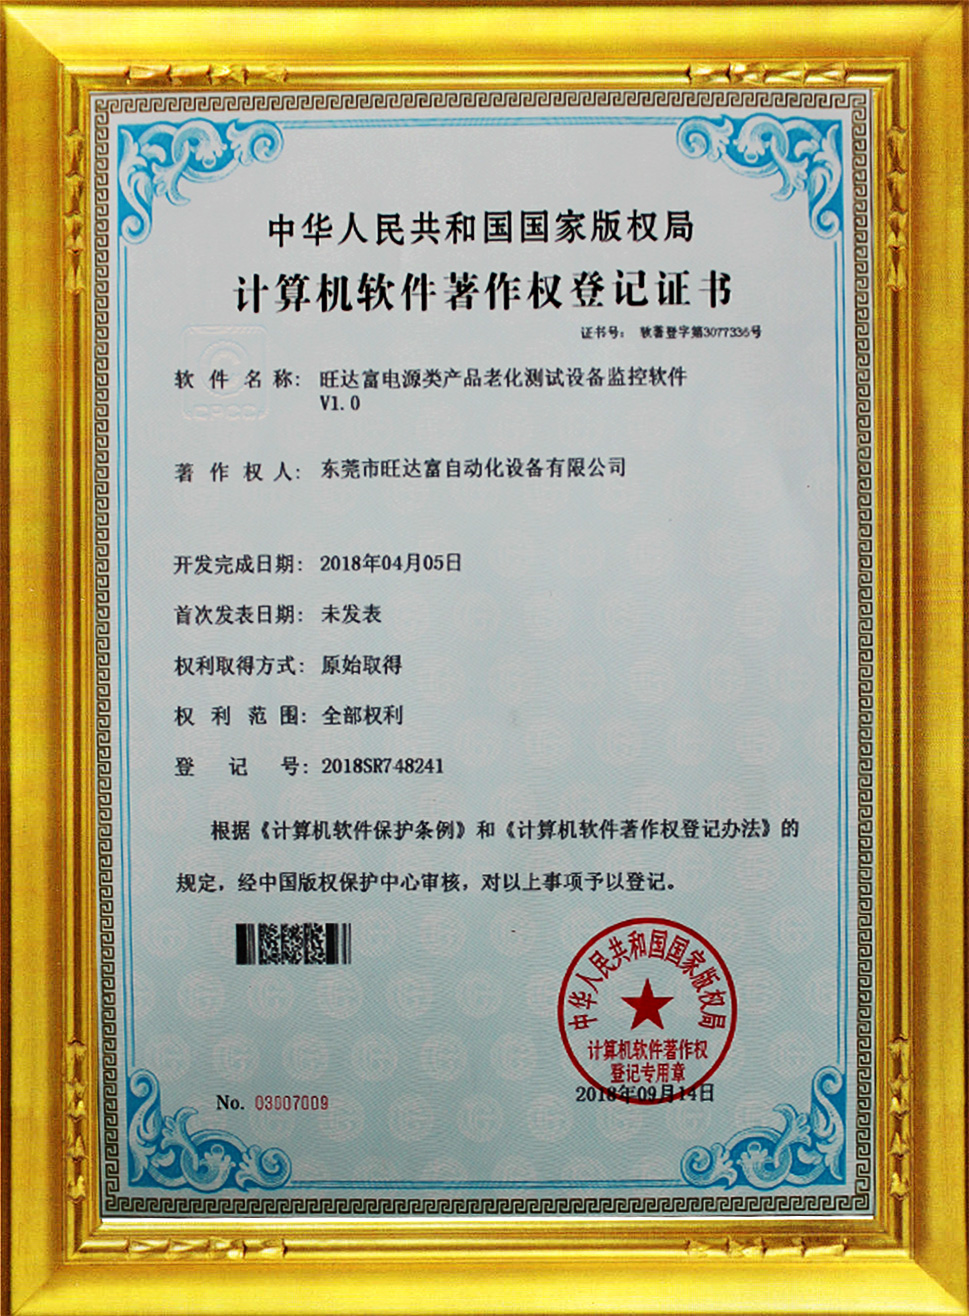 中华人民共和国国家版权局
计算机软件著作权登记证书
证书号： 软著登字第3077336号
软件名称： 旺达富电源类产品老化测试设备监控软件
V1.0
著作权人： 东莞市旺达富自动化设备有限公司
开发完成日期： 2018年04月05日
首次发表日期： 未发表
权利取得方式： 原始取得
权利范围： 全部权利
登记号： 2018SR748241
根据《计算机软件保护条例》和《计算机软件著作权登记办法》的
规定，经中国版权保护中心审核，对以上事项予以登记。
中华人民共和国国家版权局
计算机软件著作权
登记专用章
2018年09月14日
No. 03007009
CPCC